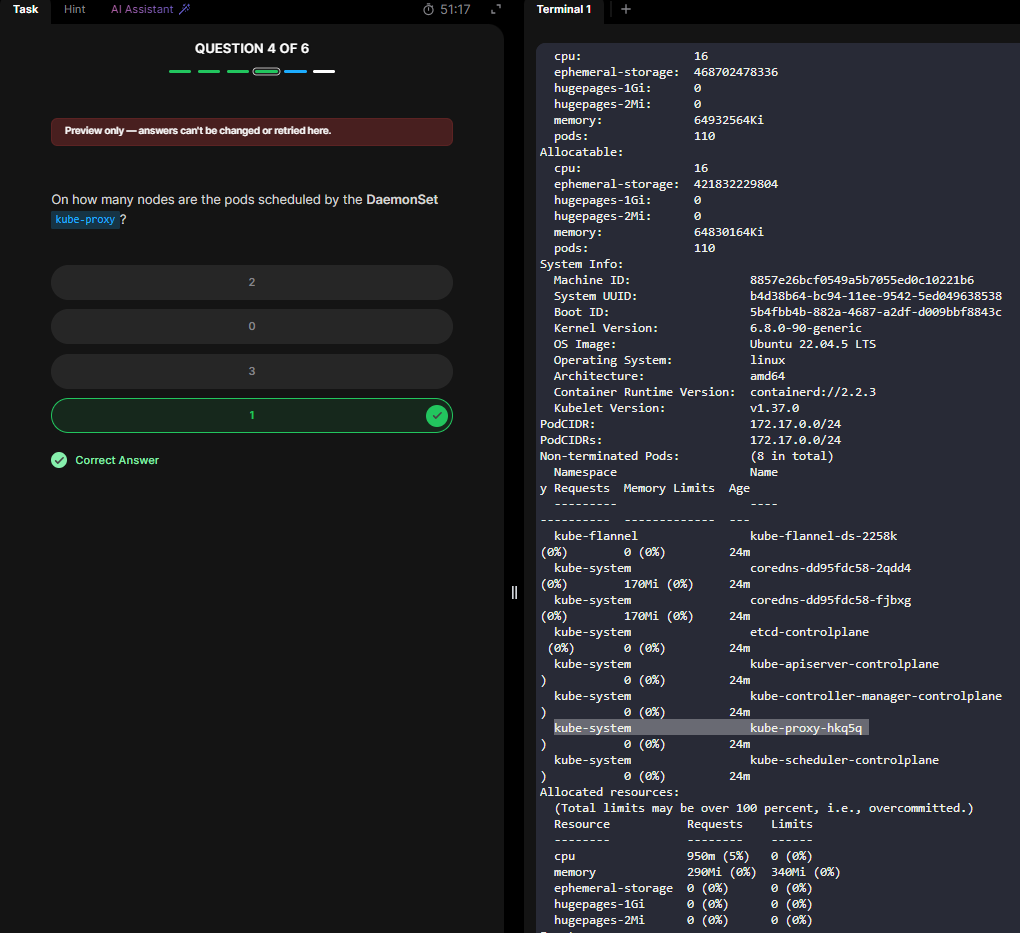 Task Hint AI Assistant 51:17
QUESTION 4 OF 6
Preview only — answers can't be changed or retried here.
On how many nodes are the pods scheduled by the DaemonSet
kube-proxy ?
2
0
3
1
Correct Answer
Terminal 1 +
cpu: 16
ephemeral-storage: 468702478336
hugepages-1Gi: 0
hugepages-2Mi: 0
memory: 64932564Ki
pods: 110
Allocatable:
cpu: 16
ephemeral-storage: 421832229804
hugepages-1Gi: 0
hugepages-2Mi: 0
memory: 64830164Ki
pods: 110
System Info:
Machine ID: 8857e26bcf0549a5b7055ed0c10221b6
System UUID: b4d38b64-bc94-11ee-9542-5ed049638538
Boot ID: 5b4fbb4b-882a-4687-a2df-d009bbf8843c
Kernel Version: 6.8.0-90-generic
OS Image: Ubuntu 22.04.5 LTS
Operating System: linux
Architecture: amd64
Container Runtime Version: containerd://2.2.3
Kubelet Version: v1.37.0
PodCIDR: 172.17.0.0/24
PodCIDRs: 172.17.0.0/24
Non-terminated Pods: (8 in total)
Namespace Name
y Requests Memory Limits Age
--------- ----
---------- ------------- ---
kube-flannel kube-flannel-ds-2258k
(0%) 0 (0%) 24m
kube-system coredns-dd95fdc58-2qdd4
(0%) 170Mi (0%) 24m
kube-system coredns-dd95fdc58-fjbxg
(0%) 170Mi (0%) 24m
kube-system etcd-controlplane
(0%) 0 (0%) 24m
kube-system kube-apiserver-controlplane
) 0 (0%) 24m
kube-system kube-controller-manager-controlplane
) 0 (0%) 24m
kube-system kube-proxy-hkq5q
) 0 (0%) 24m
kube-system kube-scheduler-controlplane
) 0 (0%) 24m
Allocated resources:
(Total limits may be over 100 percent, i.e., overcommitted.)
Resource Requests Limits
-------- -------- ------
cpu 950m (5%) 0 (0%)
memory 290Mi (0%) 340Mi (0%)
ephemeral-storage 0 (0%) 0 (0%)
hugepages-1Gi 0 (0%) 0 (0%)
hugepages-2Mi 0 (0%) 0 (0%)